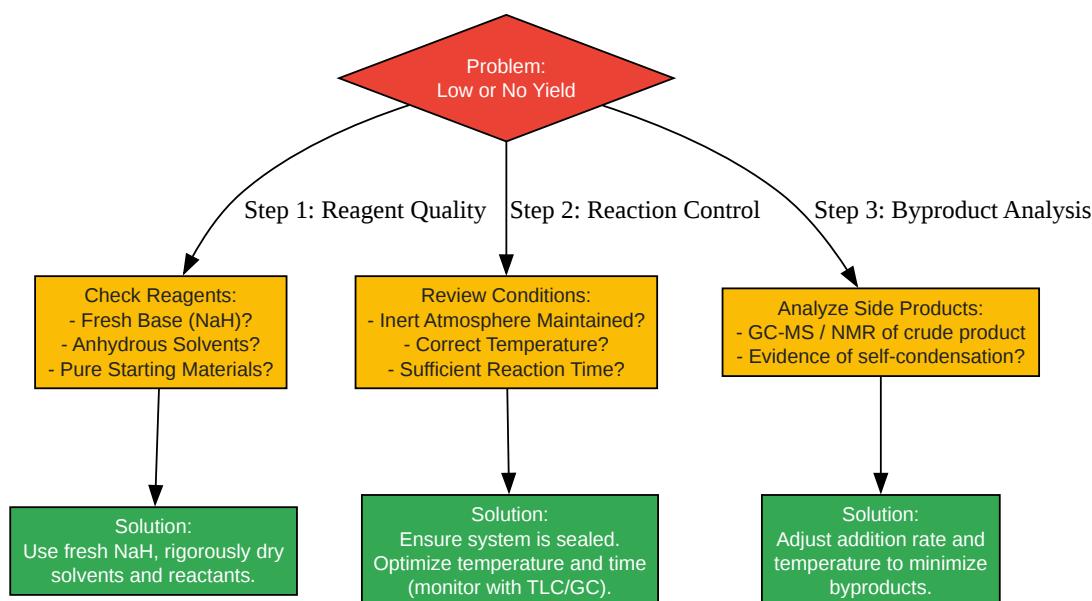 Problem:
Low or No Yield
Step 1: Reagent Quality
Step 2: Reaction Control
Step 3: Byproduct Analysis
Check Reagents:
- Fresh Base (NaH)?
- Anhydrous Solvents?
- Pure Starting Materials?
Review Conditions:
- Inert Atmosphere Maintained?
- Correct Temperature?
- Sufficient Reaction Time?
Analyze Side Products:
- GC-MS / NMR of crude product
- Evidence of self-condensation?
Solution:
Use fresh NaH, rigorously dry
solvents and reactants.
Solution:
Ensure system is sealed.
Optimize temperature and time
(monitor with TLC/GC).
Solution:
Adjust addition rate and
temperature to minimize
byproducts.